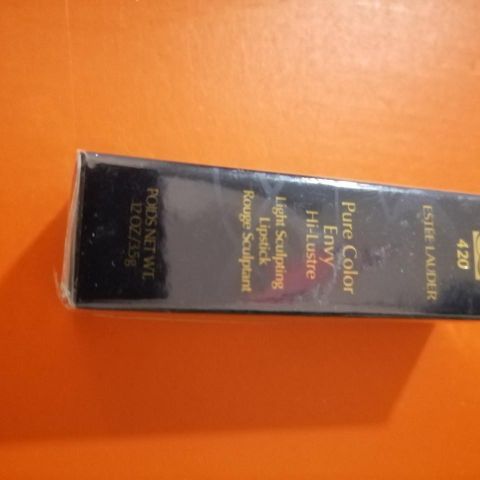 420
ESTEE LAUDER
Pure Color
Envy
Hi-Lustre
Light Sculpting
Lipstick
Rouge Sculptant
POIDS NET WT.
.12 OZ/3.5g